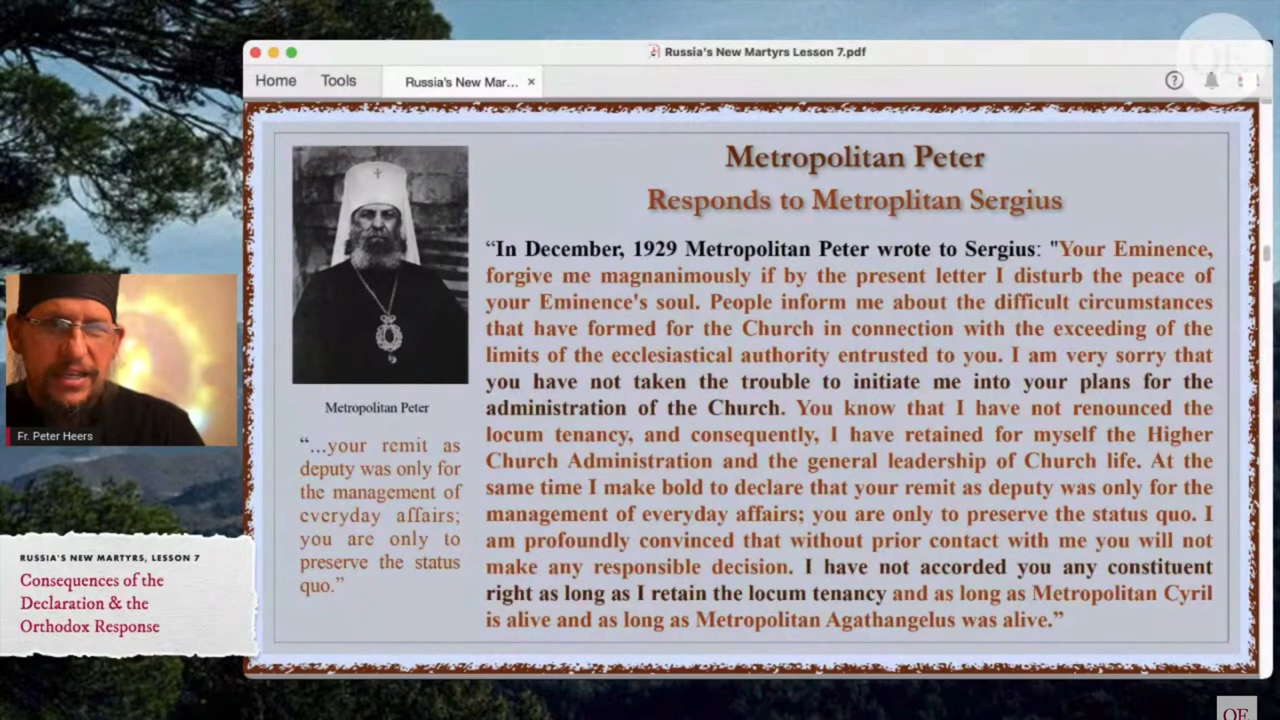 Russia's New Martyrs Lesson 7.pdf
Home Tools Russia's New Mar... ×
?
OE
Metropolitan Peter
Responds to Metroplitan Sergius
“In December, 1929 Metropolitan Peter wrote to Sergius: "Your Eminence,
forgive me magnanimously if by the present letter I disturb the peace of
your Eminence's soul. People inform me about the difficult circumstances
that have formed for the Church in connection with the exceeding of the
limits of the ecclesiastical authority entrusted to you. I am very sorry that
you have not taken the trouble to initiate me into your plans for the
administration of the Church. You know that I have not renounced the
locum tenancy, and consequently, I have retained for myself the Higher
Church Administration and the general leadership of Church life. At the
same time I make bold to declare that your remit as deputy was only for the
management of everyday affairs; you are only to preserve the status quo. I
am profoundly convinced that without prior contact with me you will not
make any responsible decision. I have not accorded you any constituent
right as long as I retain the locum tenancy and as long as Metropolitan Cyril
is alive and as long as Metropolitan Agathangelus was alive.”
Metropolitan Peter
“...your remit as
deputy was only for
the management of
everyday affairs;
you are only to
preserve the status
quo.”
Fr. Peter Heers
RUSSIA'S NEW MARTYRS, LESSON 7
Consequences of the
Declaration & the
Orthodox Response
OE